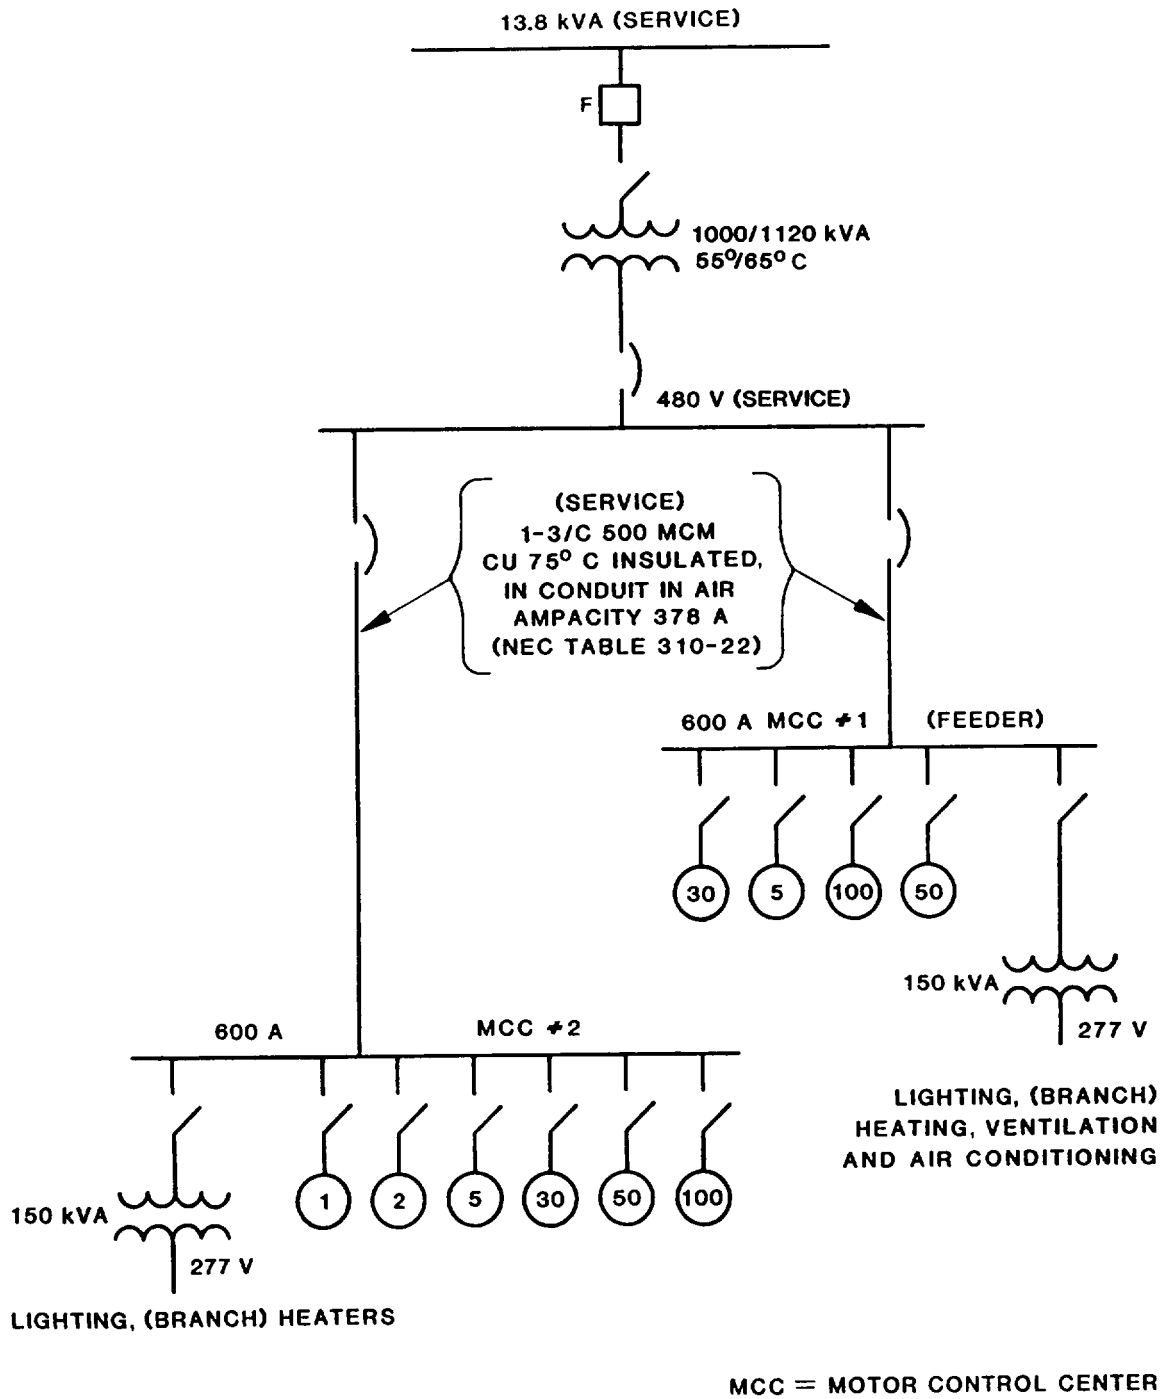 13.8 kVA (SERVICE)
F
1000/1120 kVA
55º/65º C
480 V (SERVICE)
(SERVICE)
1-3/C 500 MCM
CU 75º C INSULATED,
IN CONDUIT IN AIR
AMPACITY 378 A
(NEC TABLE 310-22)
600 A MCC #1 (FEEDER)
30 5 100 50
150 kVA
277 V
LIGHTING, (BRANCH)
HEATING, VENTILATION
AND AIR CONDITIONING
600 A MCC #2
1 2 5 30 50 100
150 kVA
277 V
LIGHTING, (BRANCH) HEATERS
MCC = MOTOR CONTROL CENTER